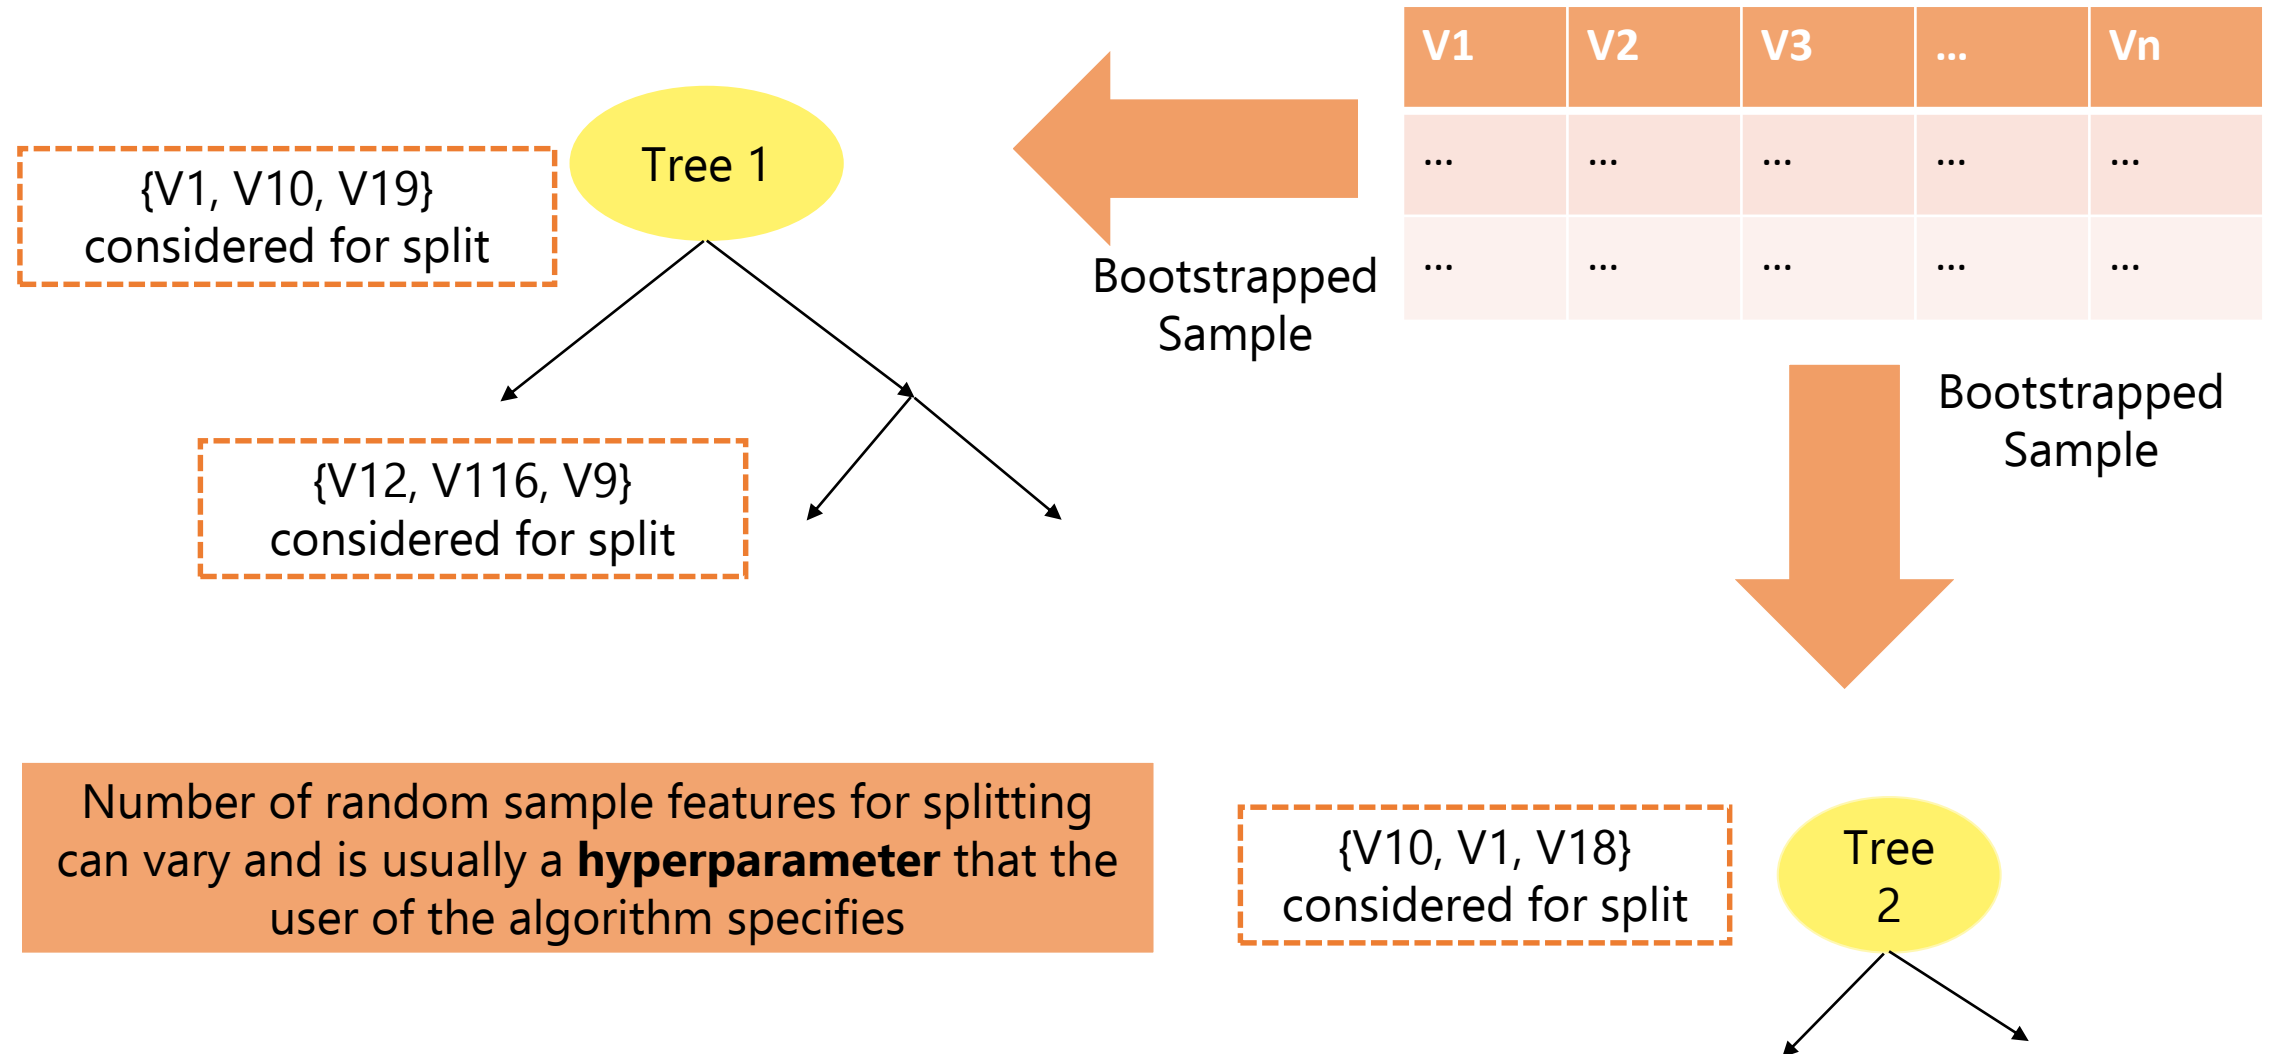 V1 V2 V3 ... Vn
... ... ... ... ...
... ... ... ... ...
Tree 1
{V1, V10, V19}
considered for split
Bootstrapped
Sample
Bootstrapped
Sample
{V12, V116, V9}
considered for split
Number of random sample features for splitting
can vary and is usually a hyperparameter that the
user of the algorithm specifies
{V10, V1, V18}
considered for split
Tree
2